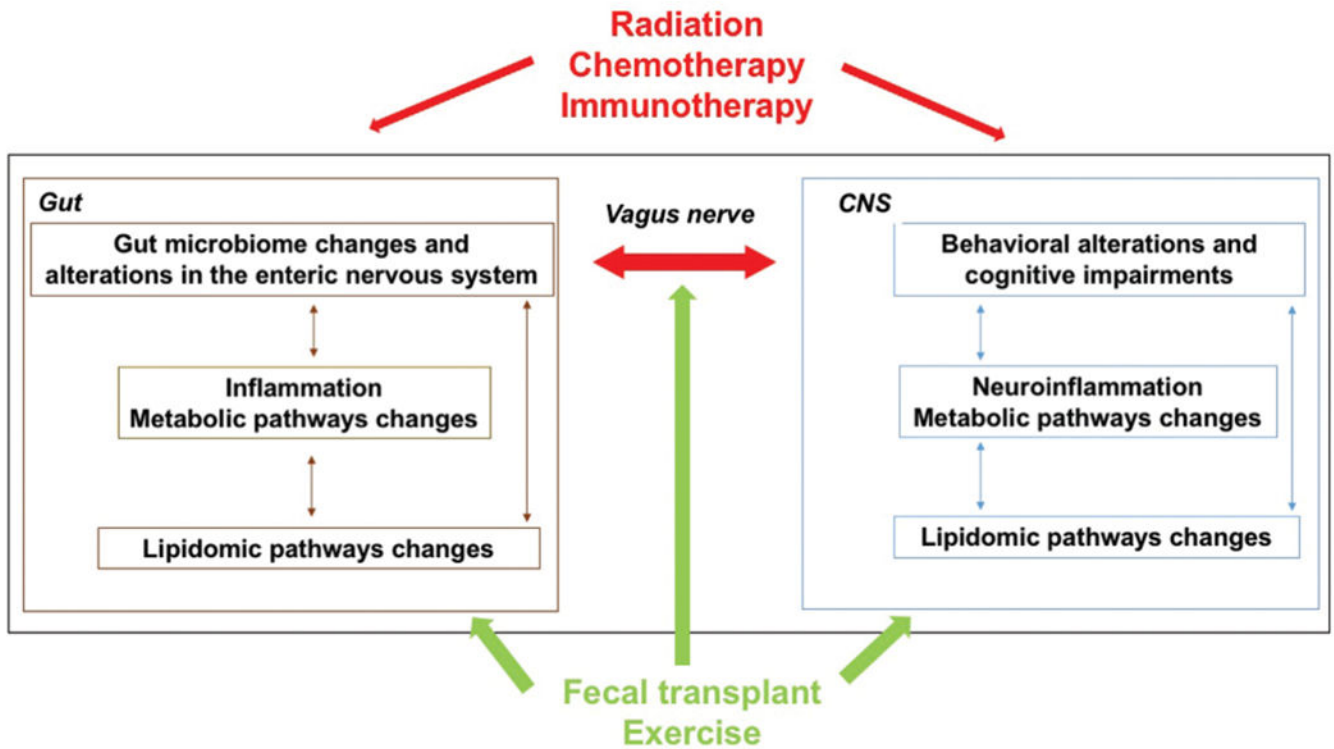 Radiation
Chemotherapy
Immunotherapy
Gut
Gut microbiome changes and
alterations in the enteric nervous system
Inflammation
Metabolic pathways changes
Lipidomic pathways changes
Vagus nerve
CNS
Behavioral alterations and
cognitive impairments
Neuroinflammation
Metabolic pathways changes
Lipidomic pathways changes
Fecal transplant
Exercise